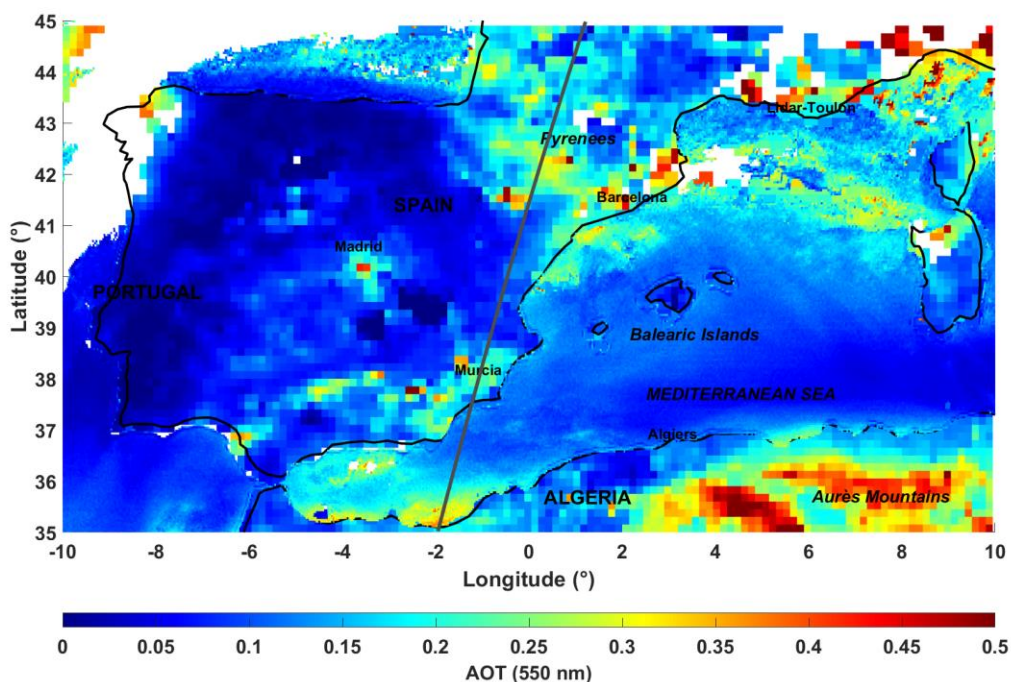 45
44
43
42
41
40
39
38
37
36
35
Latitude (°)
Lidar-Toulon
Pyrenees
Barcelona
SPAIN
Madrid
PORTUGAL
Balearic Islands
Murcia
MEDITERRANEAN SEA
Algiers
ALGERIA
Aurès Mountains
-10 -8 -6 -4 -2 0 2 4 6 8 10
Longitude (°)
0 0.05 0.1 0.15 0.2 0.25 0.3 0.35 0.4 0.45 0.5
AOT (550 nm)